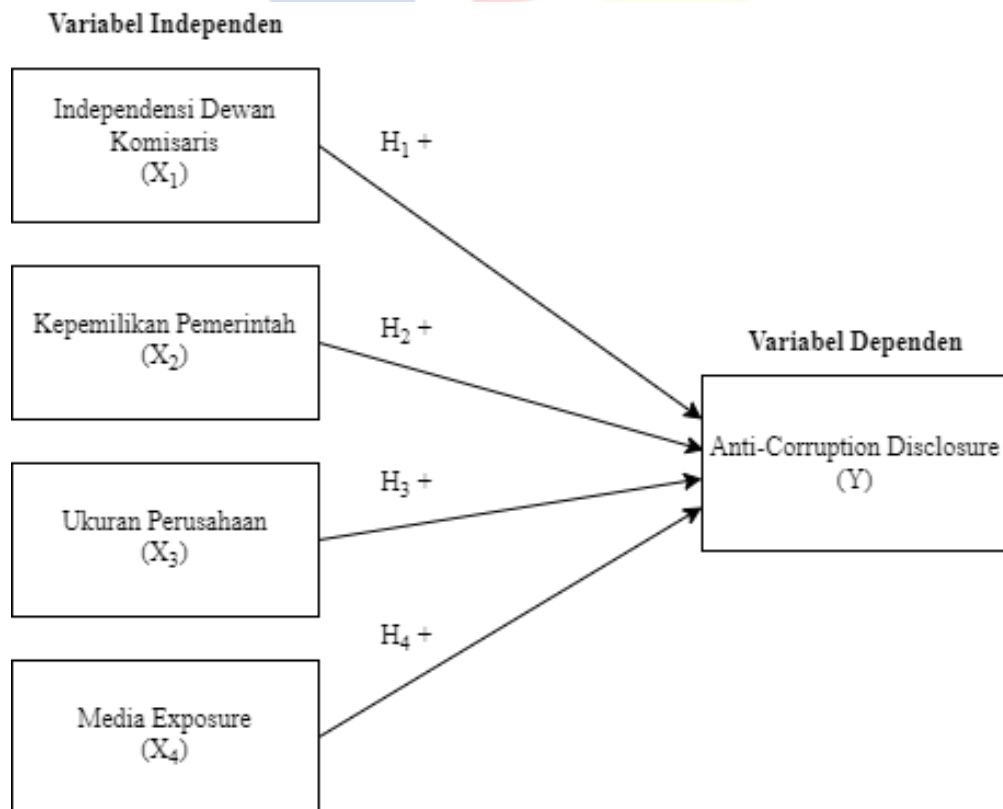 Variabel Independen
Independensi Dewan
Komisaris
(X₁)
H₁ +
Kepemilikan Pemerintah
(X₂)
H₂ +
Variabel Dependen
Anti-Corruption Disclosure
(Y)
Ukuran Perusahaan
(X₃)
H₃ +
Media Exposure
(X₄)
H₄ +